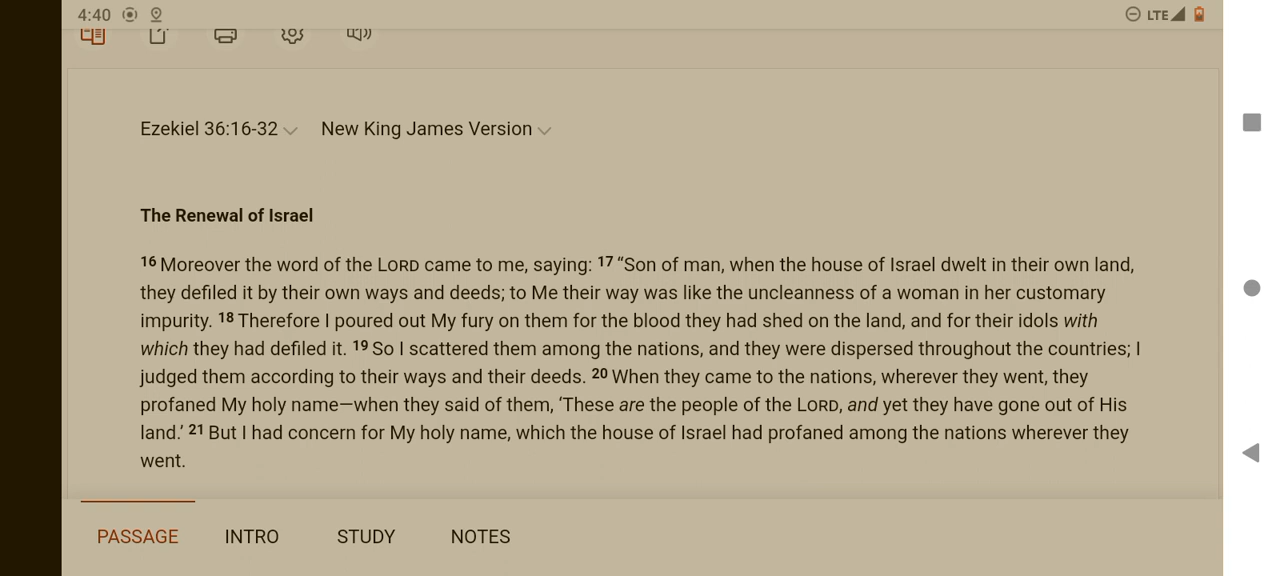 4:40 LTE
Ezekiel 36:16-32 New King James Version
The Renewal of Israel
16 Moreover the word of the LORD came to me, saying: 17 “Son of man, when the house of Israel dwelt in their own land,
they defiled it by their own ways and deeds; to Me their way was like the uncleanness of a woman in her customary
impurity. 18 Therefore I poured out My fury on them for the blood they had shed on the land, and for their idols with
which they had defiled it. 19 So I scattered them among the nations, and they were dispersed throughout the countries; I
judged them according to their ways and their deeds. 20 When they came to the nations, wherever they went, they
profaned My holy name—when they said of them, ‘These are the people of the LORD, and yet they have gone out of His
land.’ 21 But I had concern for My holy name, which the house of Israel had profaned among the nations wherever they
went.
PASSAGE INTRO STUDY NOTES